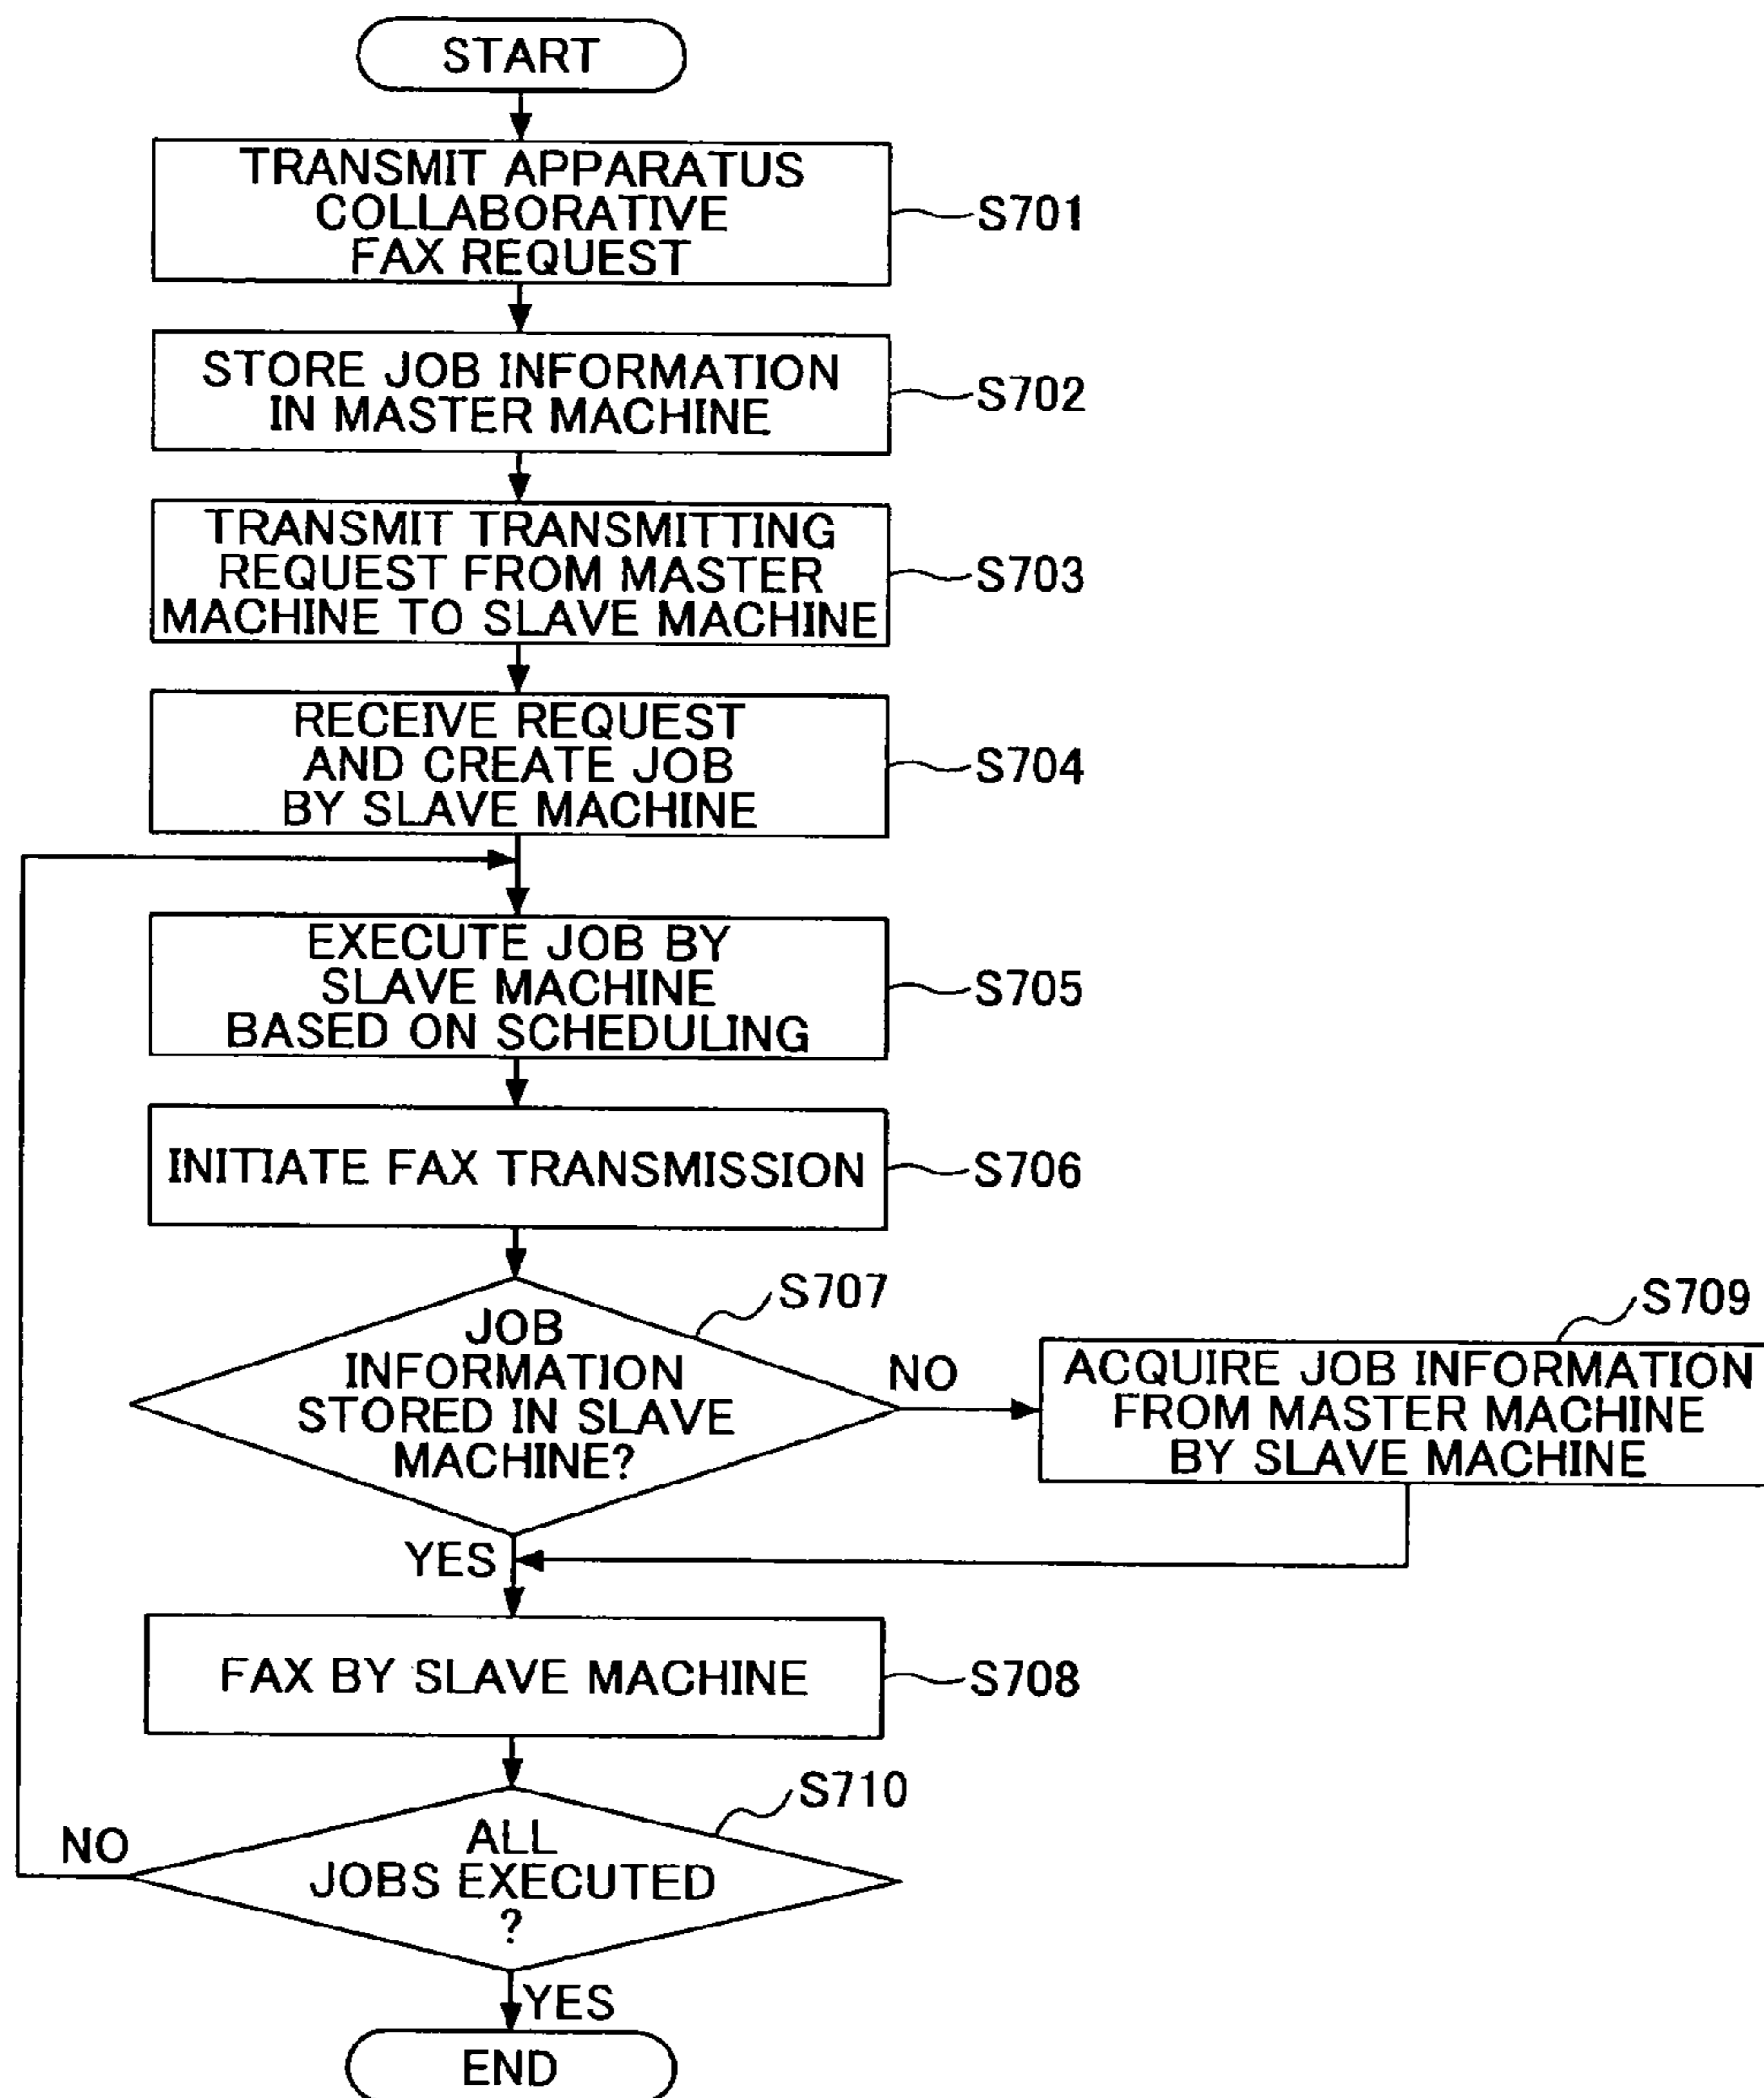 START
TRANSMIT APPARATUS
COLLABORATIVE
FAX REQUEST
S701
STORE JOB INFORMATION
IN MASTER MACHINE
S702
TRANSMIT TRANSMITTING
REQUEST FROM MASTER
MACHINE TO SLAVE MACHINE
S703
RECEIVE REQUEST
AND CREATE JOB
BY SLAVE MACHINE
S704
EXECUTE JOB BY
SLAVE MACHINE
BASED ON SCHEDULING
S705
INITIATE FAX TRANSMISSION
S706
S707
JOB
INFORMATION
STORED IN SLAVE
MACHINE?
NO
S709
ACQUIRE JOB INFORMATION
FROM MASTER MACHINE
BY SLAVE MACHINE
YES
FAX BY SLAVE MACHINE
S708
S710
ALL
JOBS EXECUTED
?
NO
YES
END